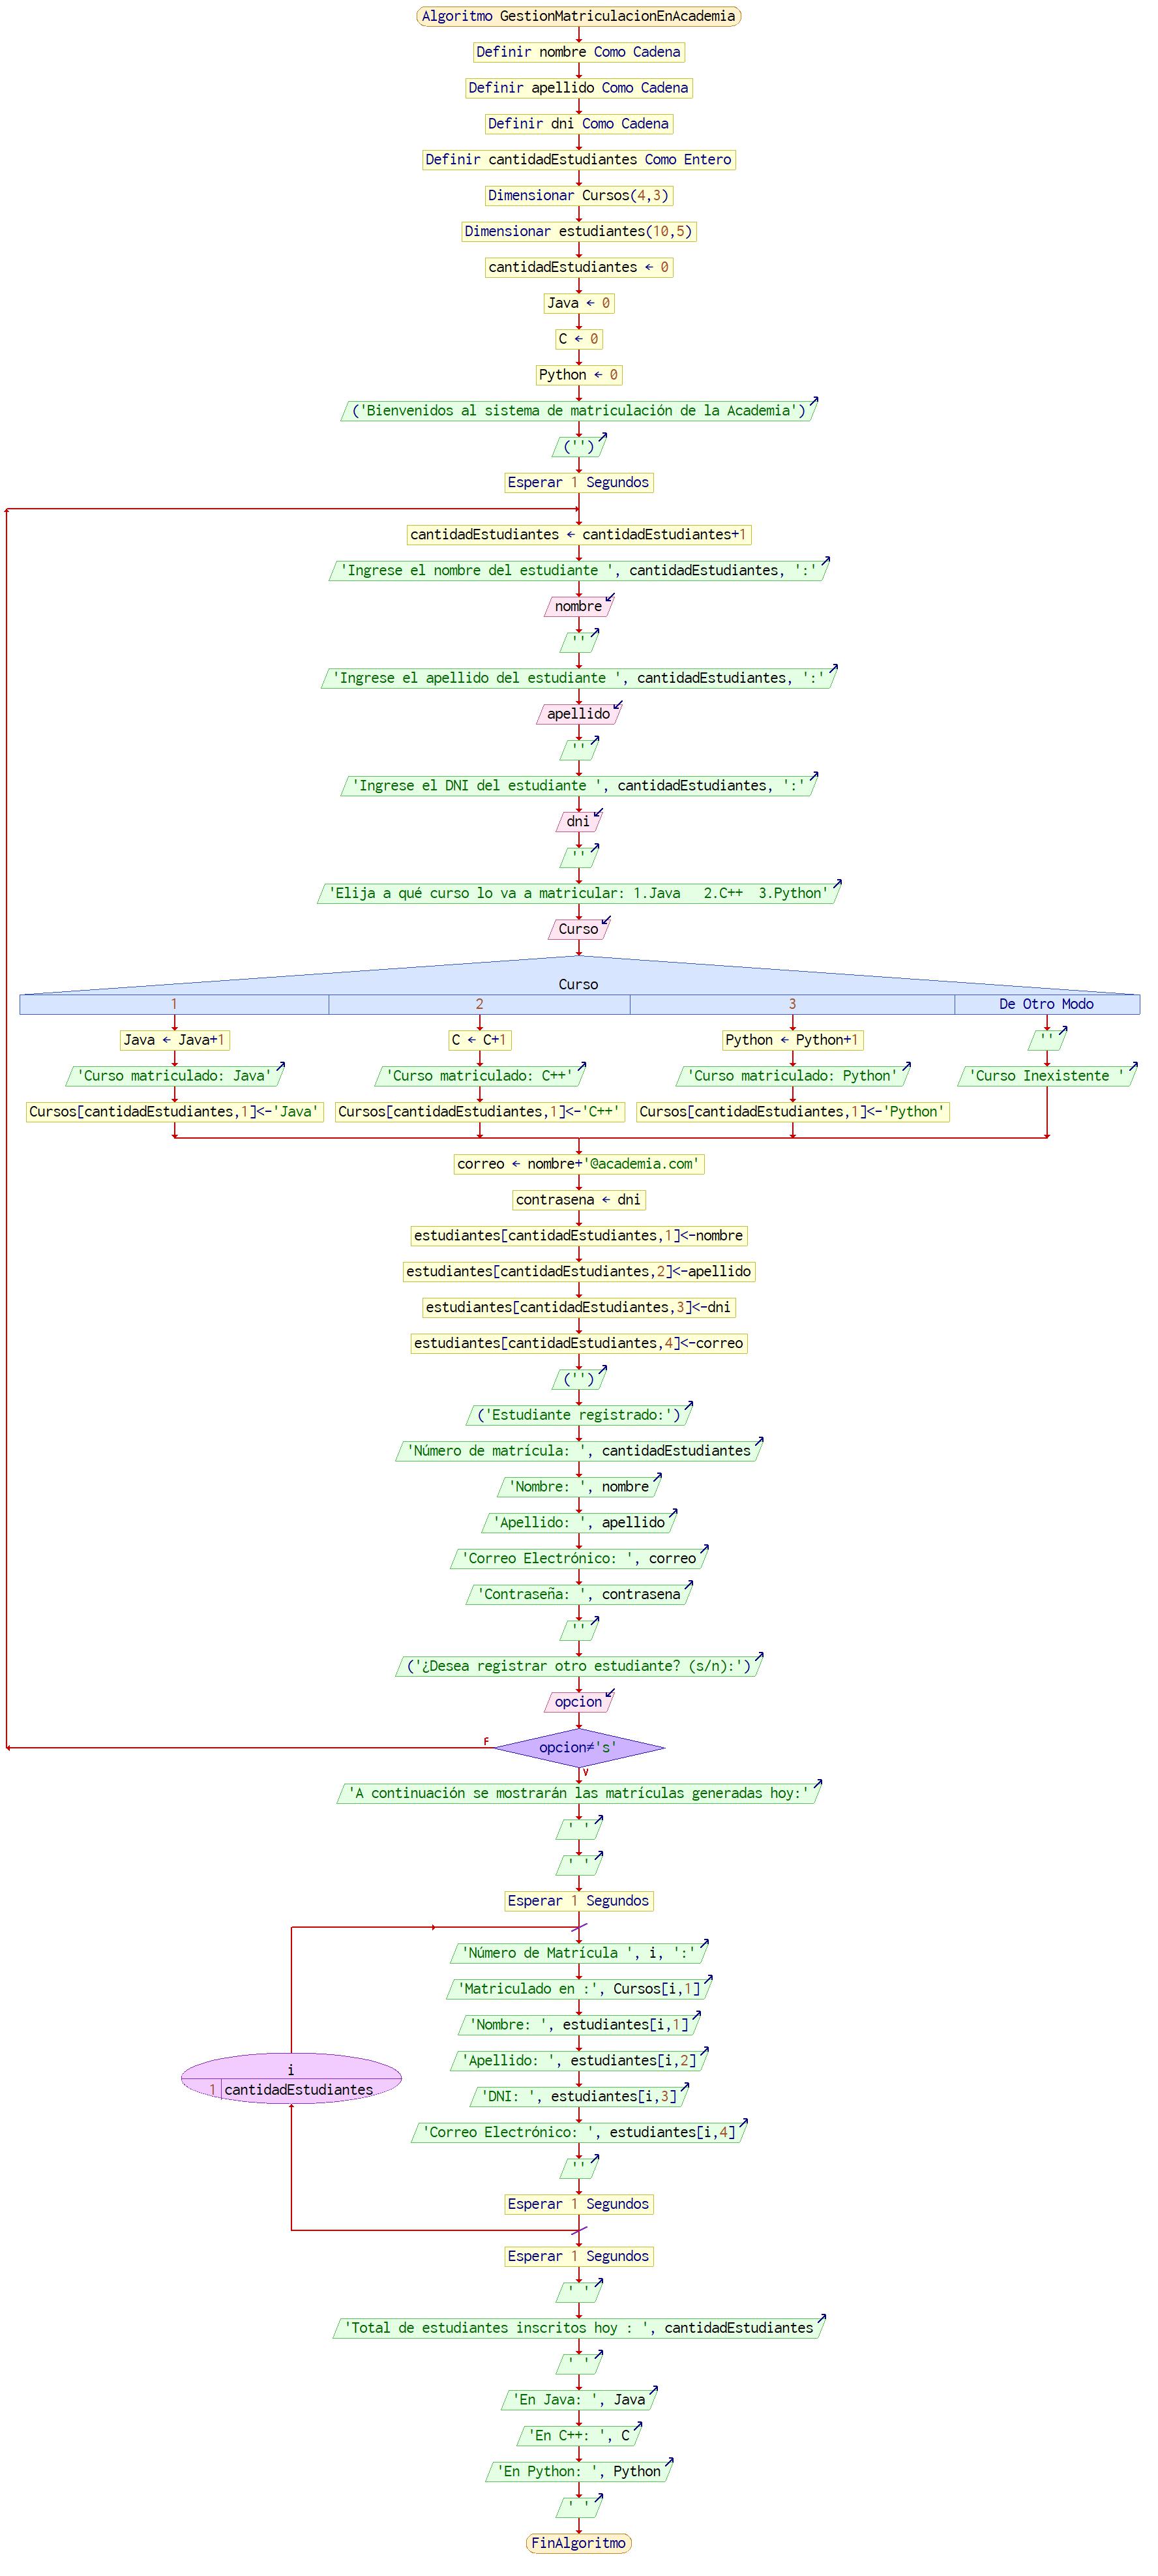 Algoritmo GestionMatriculacionEnAcademia
Definir nombre Como Cadena
Definir apellido Como Cadena
Definir dni Como Cadena
Definir cantidadEstudiantes Como Entero
Dimensionar Cursos(4,3)
Dimensionar estudiantes(10,5)
cantidadEstudiantes ← 0
Java ← 0
C ← 0
Python ← 0
('Bienvenidos al sistema de matriculación de la Academia')
('')
Esperar 1 Segundos
cantidadEstudiantes ← cantidadEstudiantes+1
'Ingrese el nombre del estudiante ', cantidadEstudiantes, ':'
nombre
''
'Ingrese el apellido del estudiante ', cantidadEstudiantes, ':'
apellido
''
'Ingrese el DNI del estudiante ', cantidadEstudiantes, ':'
dni
''
'Elija a qué curso lo va a matricular: 1.Java   2.C++  3.Python'
Curso
Curso
1 2 3 De Otro Modo
Java ← Java+1 C ← C+1 Python ← Python+1 ''
'Curso matriculado: Java' 'Curso matriculado: C++' 'Curso matriculado: Python' 'Curso Inexistente '
Cursos[cantidadEstudiantes,1]<-'Java' Cursos[cantidadEstudiantes,1]<-'C++' Cursos[cantidadEstudiantes,1]<-'Python'
correo ← nombre+'@academia.com'
contrasena ← dni
estudiantes[cantidadEstudiantes,1]<-nombre
estudiantes[cantidadEstudiantes,2]<-apellido
estudiantes[cantidadEstudiantes,3]<-dni
estudiantes[cantidadEstudiantes,4]<-correo
('')
('Estudiante registrado:')
'Número de matrícula: ', cantidadEstudiantes
'Nombre: ', nombre
'Apellido: ', apellido
'Correo Electrónico: ', correo
'Contraseña: ', contrasena
''
('¿Desea registrar otro estudiante? (s/n):')
opcion
F opcion≠'s'
V
'A continuación se mostrarán las matrículas generadas hoy:'
' '
' '
Esperar 1 Segundos
'Número de Matrícula ', i, ':'
'Matriculado en :', Cursos[i,1]
'Nombre: ', estudiantes[i,1]
'Apellido: ', estudiantes[i,2]
i
1 cantidadEstudiantes
'DNI: ', estudiantes[i,3]
'Correo Electrónico: ', estudiantes[i,4]
''
Esperar 1 Segundos
Esperar 1 Segundos
' '
'Total de estudiantes inscritos hoy : ', cantidadEstudiantes
' '
'En Java: ', Java
'En C++: ', C
'En Python: ', Python
' '
FinAlgoritmo